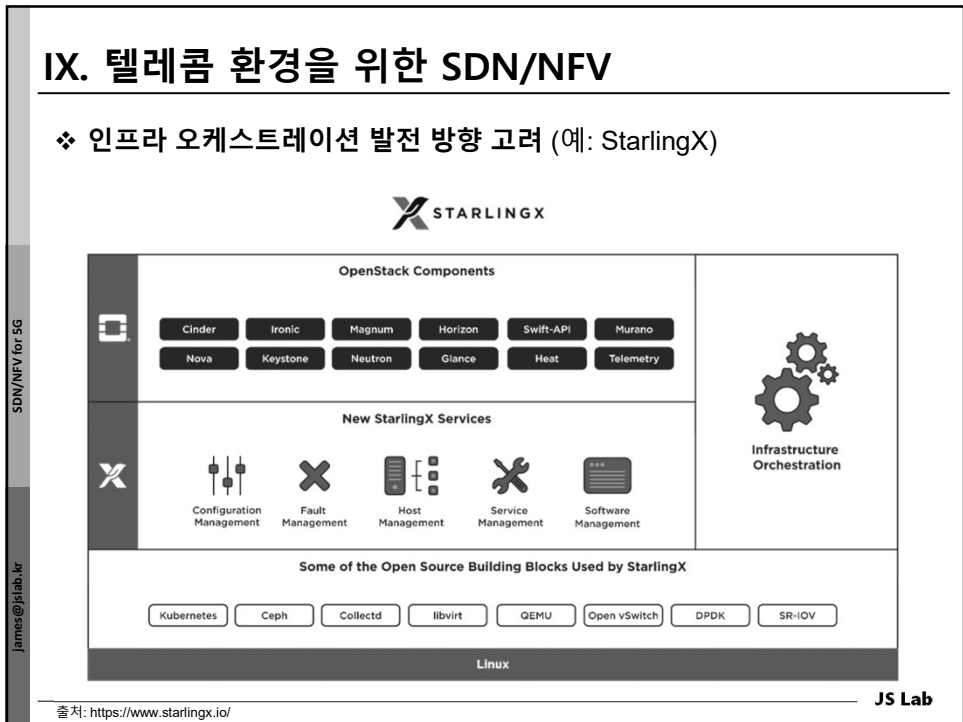 IX. 텔레콤 환경을 위한 SDN/NFV
❖ 인프라 오케스트레이션 발전 방향 고려 (예: StarlingX)
STARLINGX
OpenStack Components
Cinder Ironic Magnum Horizon Swift-API Murano
Nova Keystone Neutron Glance Heat Telemetry
New StarlingX Services
Configuration Management
Fault Management
Host Management
Service Management
Software Management
Infrastructure
Orchestration
Some of the Open Source Building Blocks Used by StarlingX
Kubernetes Ceph Collectd libvirt QEMU Open vSwitch DPDK SR-IOV
Linux
SDN/NFV for 5G
james@jslab.kr
출처: https://www.starlingx.io/
JS Lab